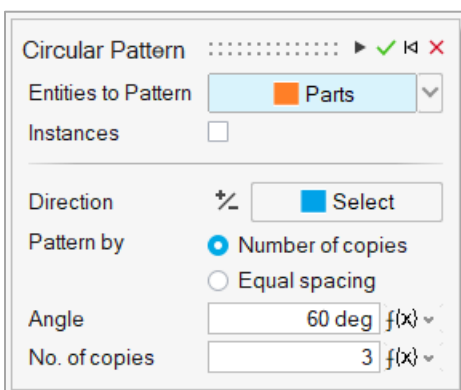 Circular Pattern
Entities to Pattern Parts
Instances
Direction +/- Select
Pattern by Number of copies
Equal spacing
Angle 60 deg f(x)
No. of copies 3 f(x)